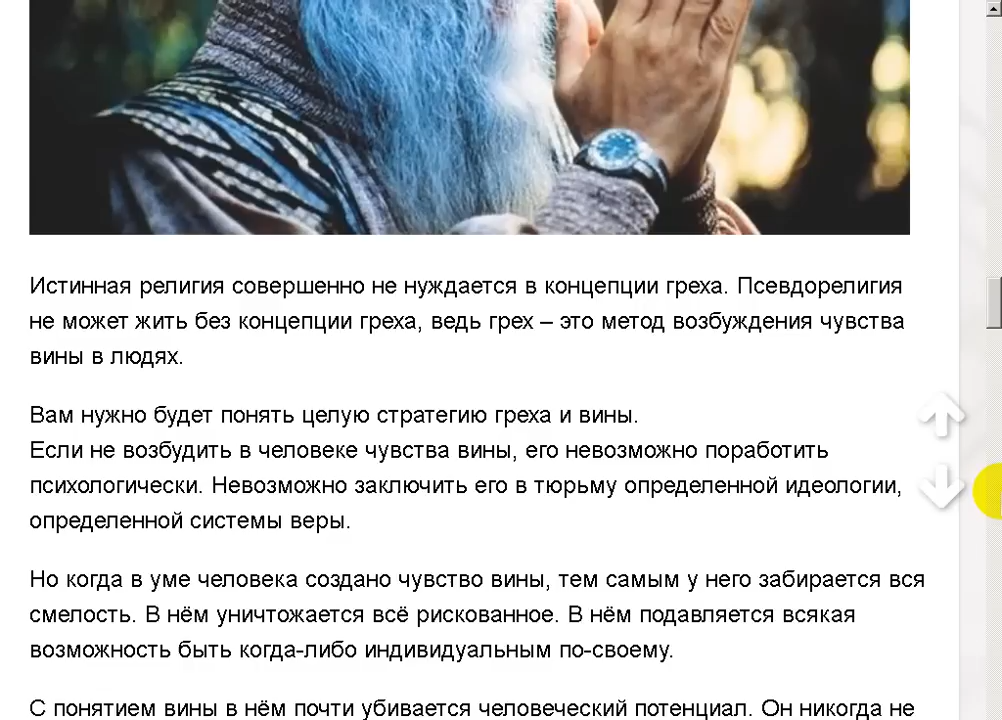 Истинная религия совершенно не нуждается в концепции греха. Псевдорелигия
не может жить без концепции греха, ведь грех – это метод возбуждения чувства
вины в людях.
Вам нужно будет понять целую стратегию греха и вины.
Если не возбудить в человеке чувства вины, его невозможно поработить
психологически. Невозможно заключить его в тюрьму определенной идеологии,
определенной системы веры.
Но когда в уме человека создано чувство вины, тем самым у него забирается вся
смелость. В нём уничтожается всё рискованное. В нём подавляется всякая
возможность быть когда-либо индивидуальным по-своему.
С понятием вины в нём почти убивается человеческий потенциал. Он никогда не